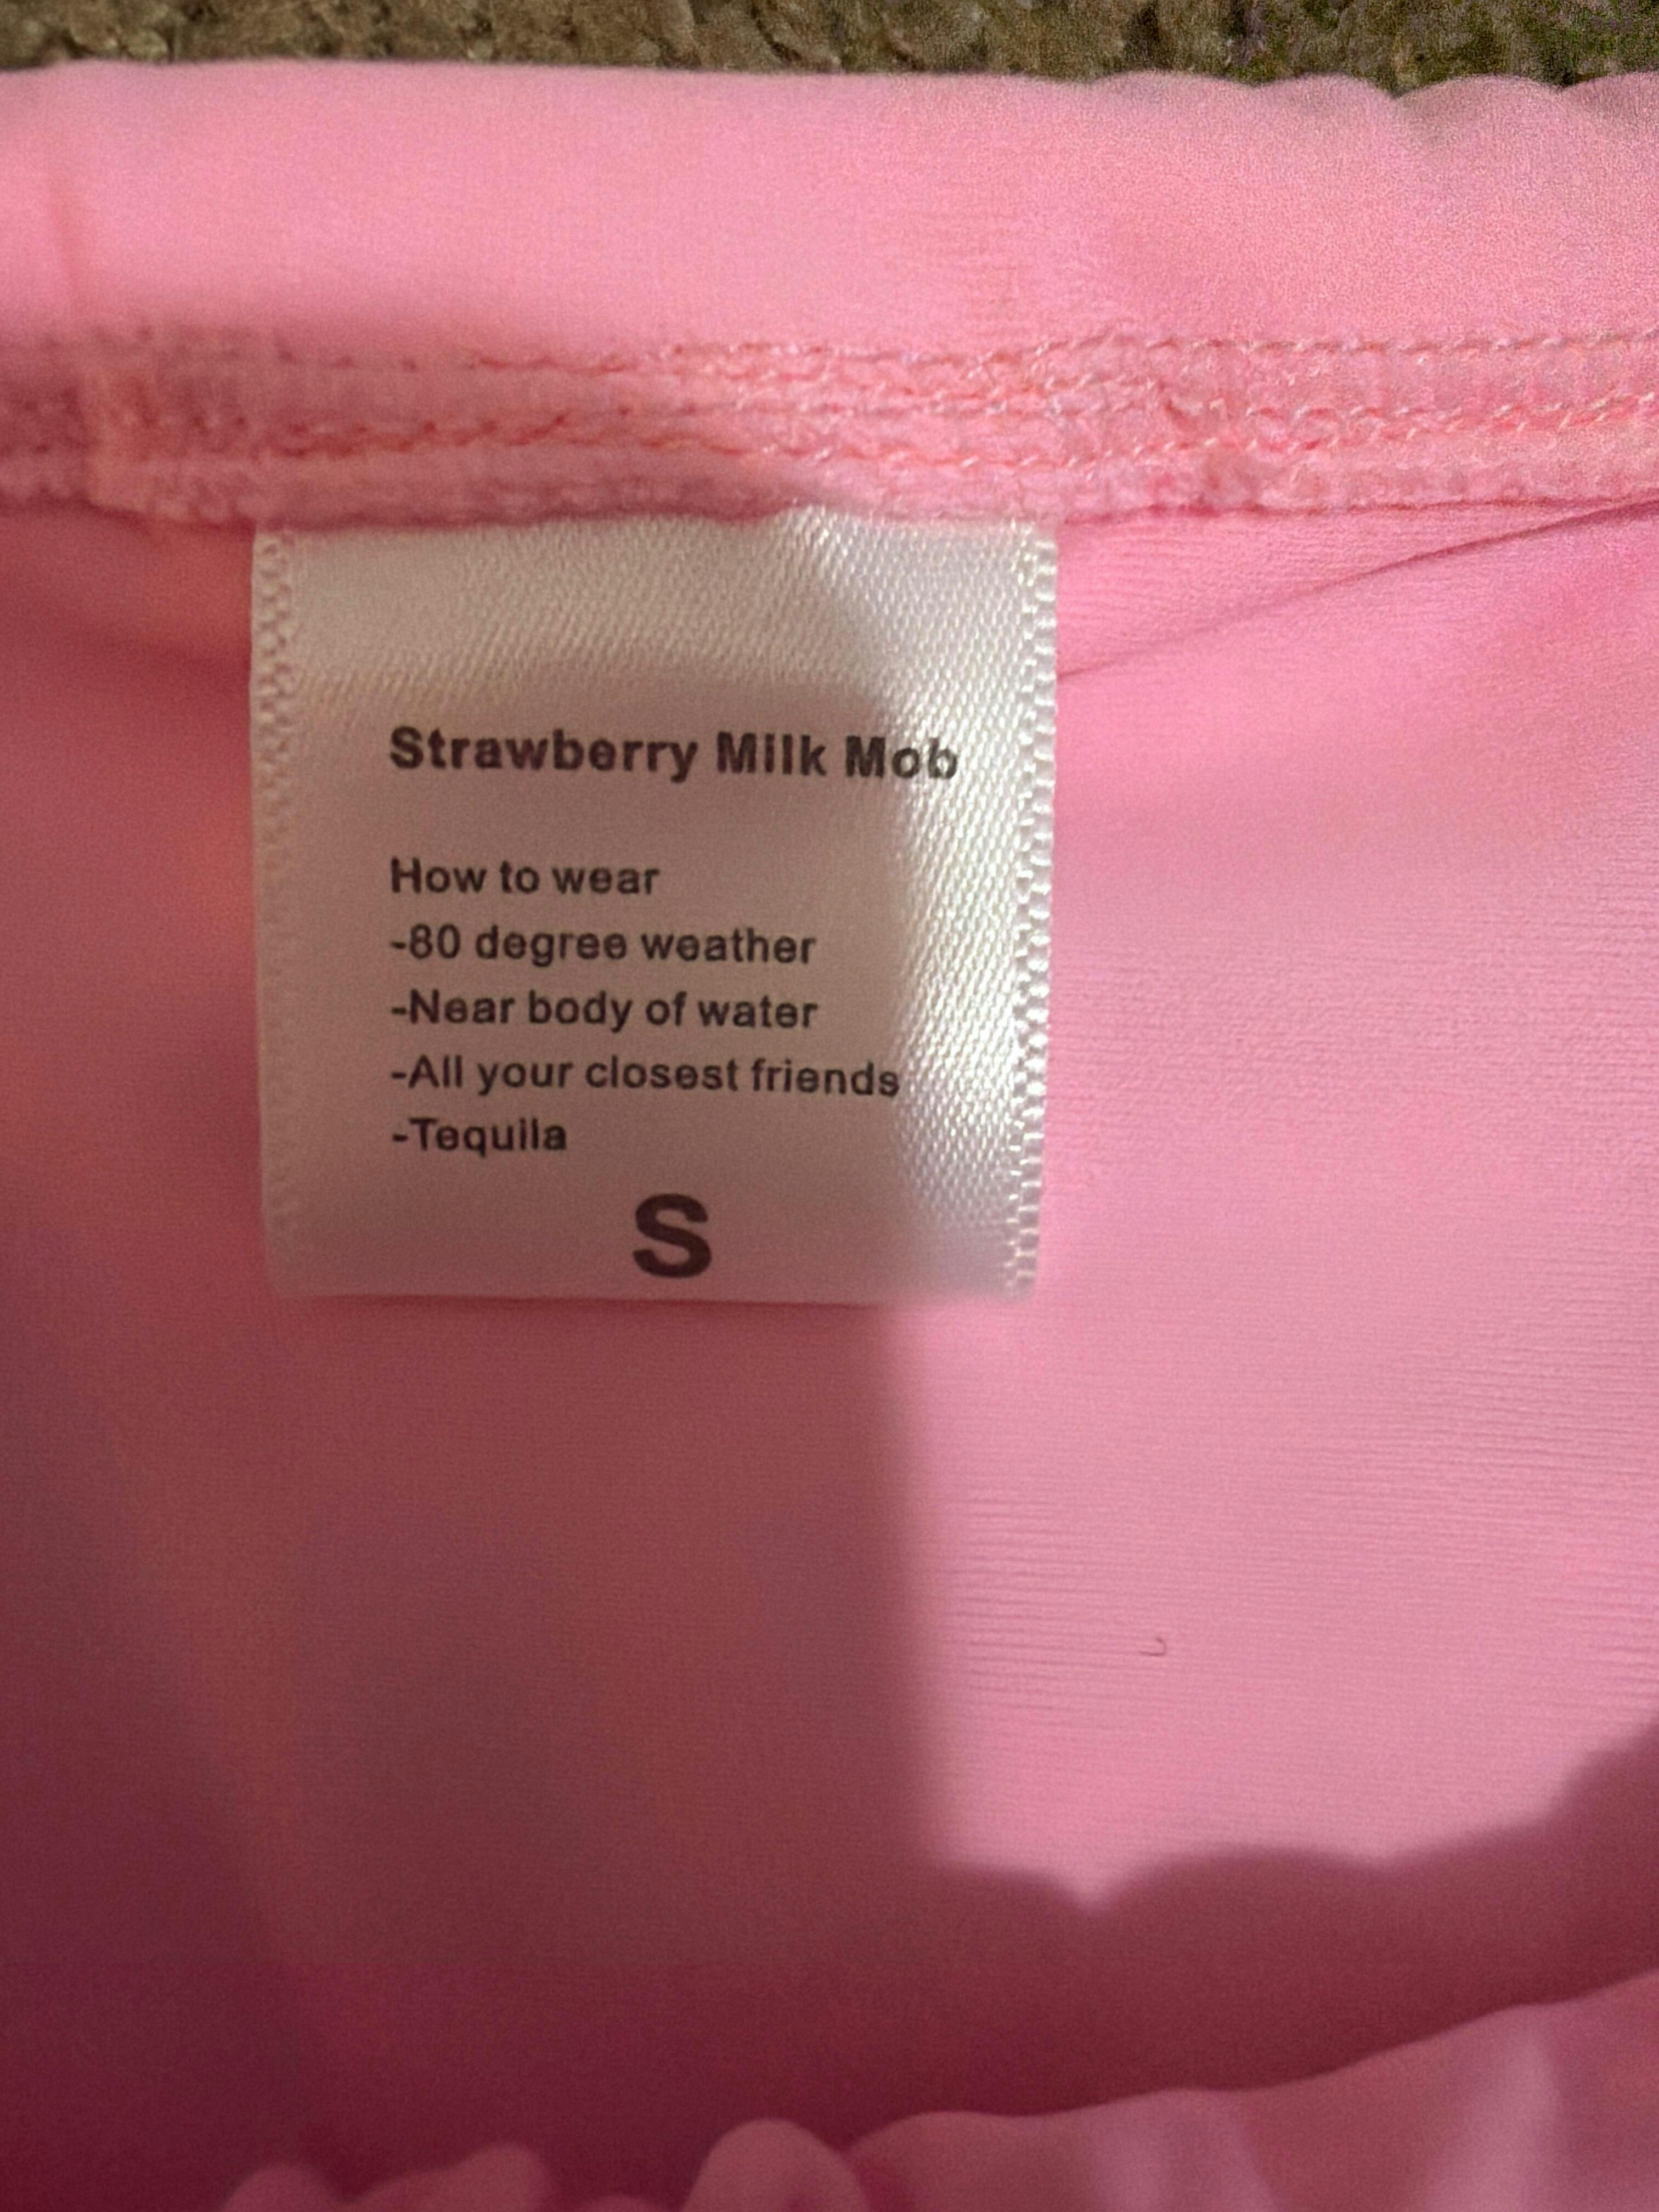 Strawberry Milk Mob
How to wear
-80 degree weather
-Near body of water
-All your closest friends
-Tequila
S